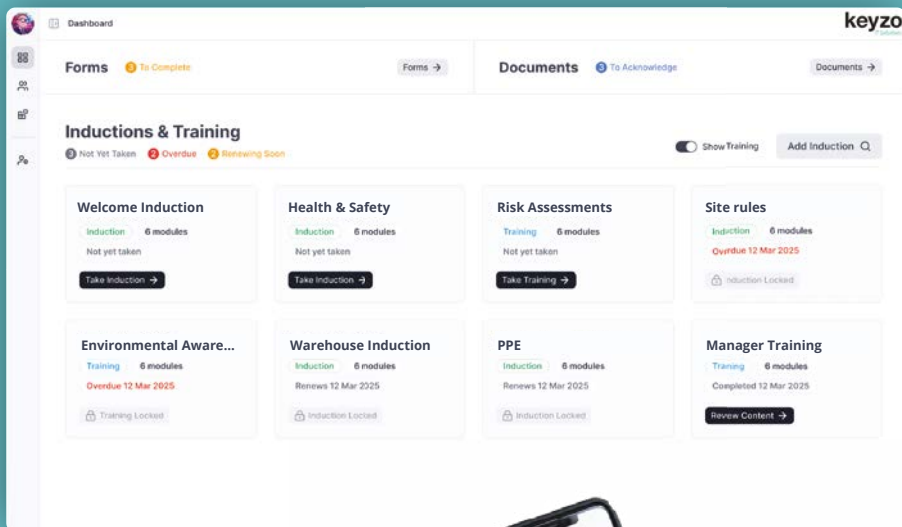 Dashboard
keyzo
IT Solutions
Forms 3 To Complete Forms →
Documents 3 To Acknowledge Documents →
Inductions & Training
3 Not Yet Taken 2 Overdue 2 Renewing Soon
Show Training Add Induction
Welcome Induction
Induction 6 modules
Not yet taken
Take Induction →
Health & Safety
Induction 6 modules
Not yet taken
Take Induction →
Risk Assessments
Training 6 modules
Not yet taken
Take Training →
Site rules
Induction 6 modules
Overdue 12 Mar 2025
Induction Locked
Environmental Aware...
Training 6 modules
Overdue 12 Mar 2025
Training Locked
Warehouse Induction
Induction 6 modules
Renews 12 Mar 2025
Induction Locked
PPE
Induction 6 modules
Renews 12 Mar 2025
Induction Locked
Manager Training
Training 6 modules
Completed 12 Mar 2025
Review Content →